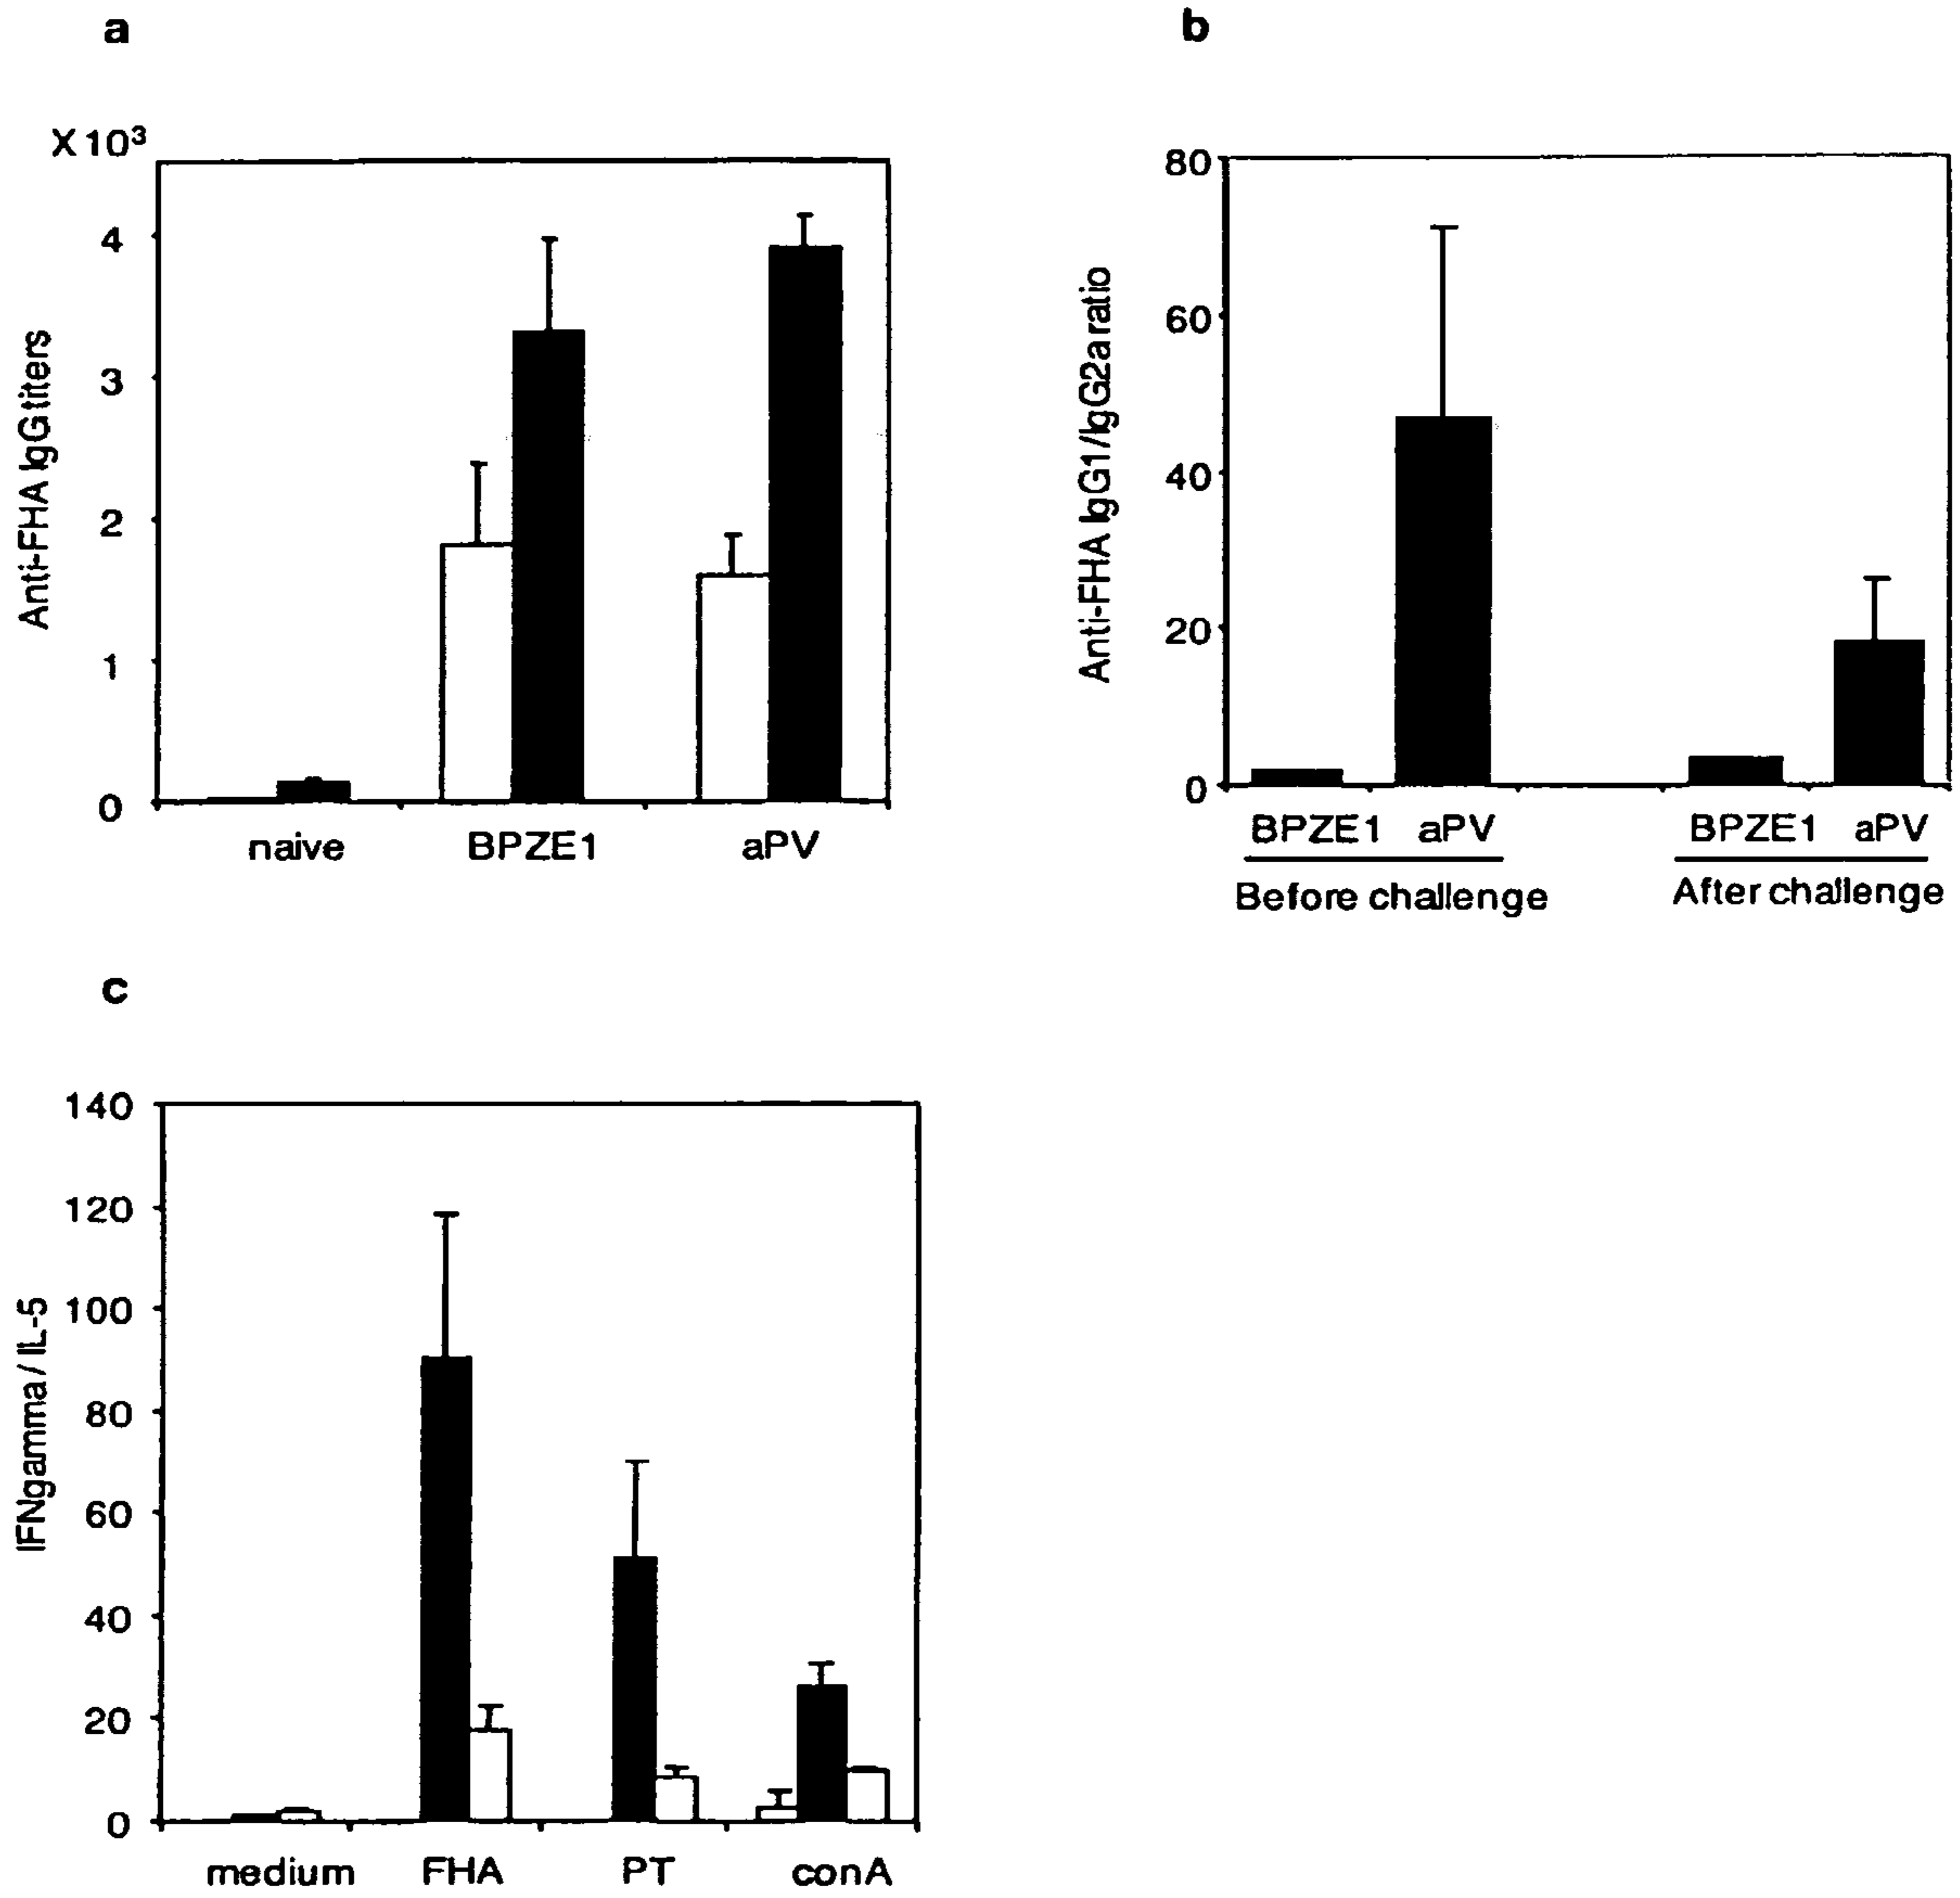 a
X10³
4
3
2
1
0
Anti-FHA IgG titers
naive BPZE1 aPV
b
80
60
40
20
0
Anti-FHA IgG1/IgG2a ratio
BPZE1 aPV BPZE1 aPV
Before challenge After challenge
c
140
120
100
80
60
40
20
0
IFNgamma / IL-5
medium FHA PT conA